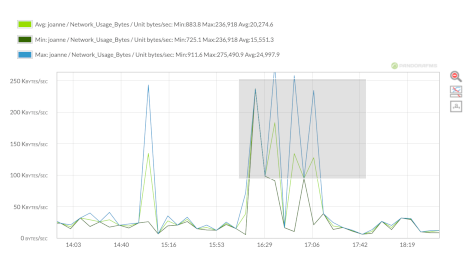 Avg: joanne / Network_Usage_Bytes / Unit bytes/sec: Min:883.8 Max:236,918 Avg:20,274.6
Min: joanne / Network_Usage_Bytes / Unit bytes/sec: Min:725.1 Max:236,918 Avg:15,551.3
Max: joanne / Network_Usage_Bytes / Unit bytes/sec: Min:911.6 Max:275,490.9 Avg:24,997.9
250 KBYTES/SEC
200 KBYTES/SEC
150 KBYTES/SEC
100 KBYTES/SEC
50 KBYTES/SEC
0 BYTES/SEC
14:03 14:40 15:16 15:53 16:29 17:06 17:42 18:19